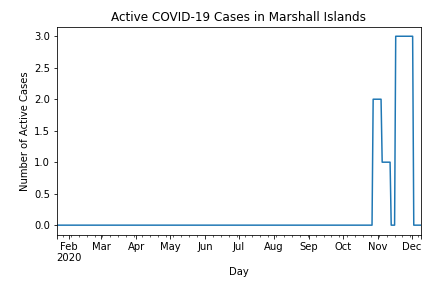 Active COVID-19 Cases in Marshall Islands
3.0
2.5
2.0
1.5
1.0
0.5
0.0
Number of Active Cases
Feb Mar Apr May Jun Jul Aug Sep Oct Nov Dec
2020
Day